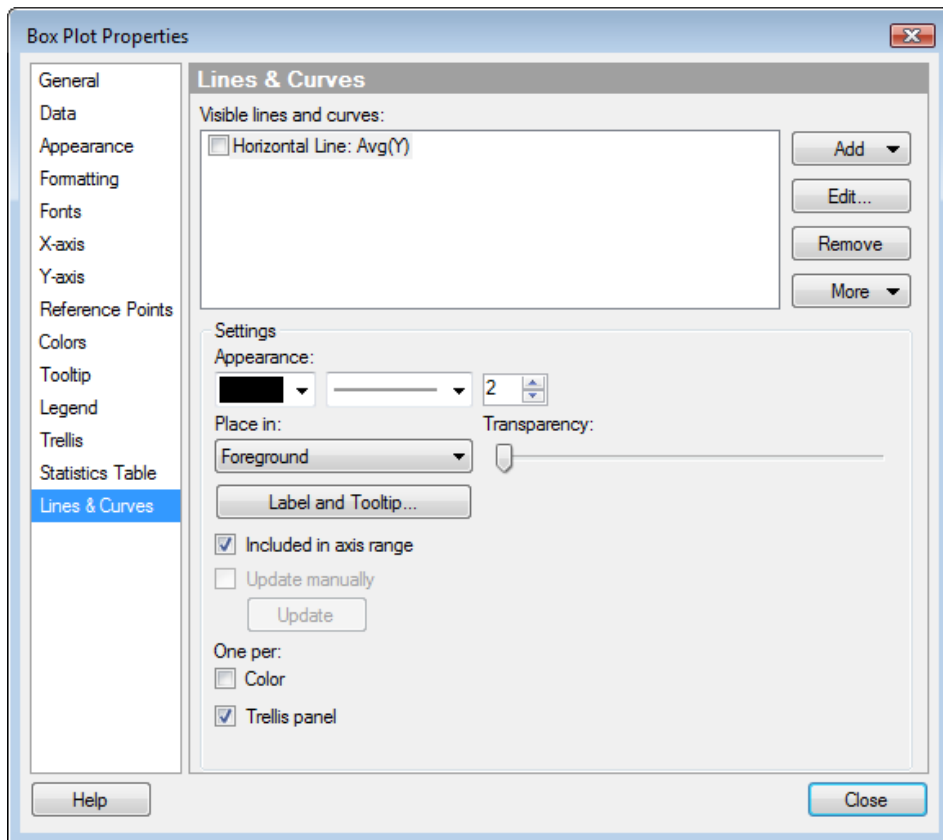 Box Plot Properties
General
Data
Appearance
Formatting
Fonts
X-axis
Y-axis
Reference Points
Colors
Tooltip
Legend
Trellis
Statistics Table
Lines & Curves
Lines & Curves
Visible lines and curves:
Horizontal Line: Avg(Y)
Add
Edit...
Remove
More
Settings
Appearance:
2
Place in:
Transparency:
Foreground
Label and Tooltip...
Included in axis range
Update manually
Update
One per:
Color
Trellis panel
Help
Close